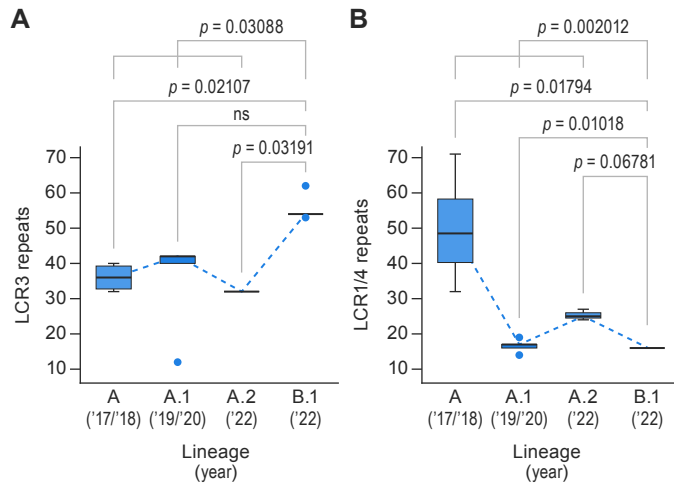 A
p = 0.03088
p = 0.02107
ns
p = 0.03191
LCR3 repeats
70
60
50
40
30
20
10
A
A.1
A.2
B.1
('17/'18)
('19/'20)
('22)
('22)
Lineage
(year)
B
p = 0.002012
p = 0.01794
p = 0.01018
p = 0.06781
LCR1/4 repeats
70
60
50
40
30
20
10
A
A.1
A.2
B.1
('17/'18)
('19/'20)
('22)
('22)
Lineage
(year)